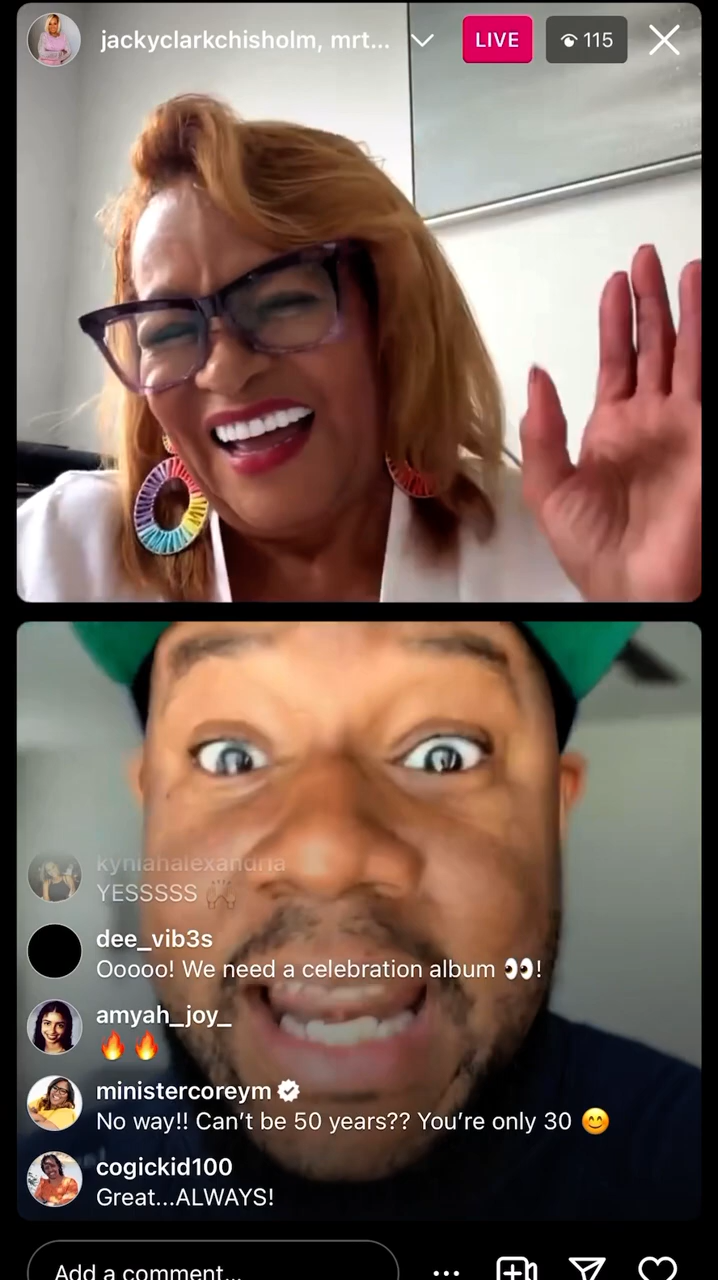 jackyclarkchisholm, mrt...
LIVE
115
kyniahalexandria
YESSSSS 🙌🏽
dee_vib3s
Ooooo! We need a celebration album 👀!
amyah_joy_
🔥 🔥
ministercoreym
No way!! Can't be 50 years?? You're only 30 😊
cogickid100
Great...ALWAYS!
Add a comment...